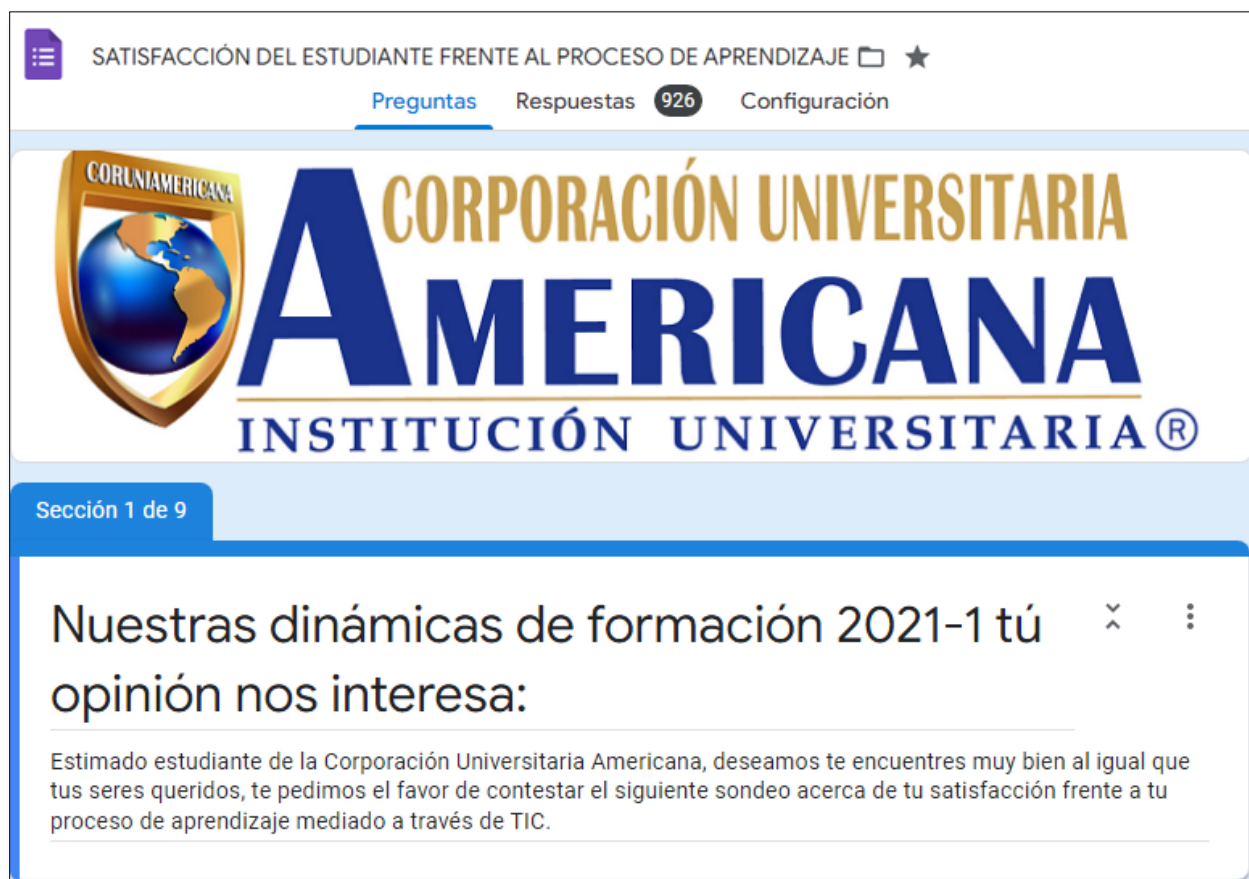 SATISFACCIÓN DEL ESTUDIANTE FRENTE AL PROCESO DE APRENDIZAJE
Preguntas Respuestas 926 Configuración
CORUNIAMERICANA
CORPORACIÓN UNIVERSITARIA
AMERICANA
INSTITUCIÓN UNIVERSITARIA®
Sección 1 de 9
Nuestras dinámicas de formación 2021-1 tú
opinión nos interesa:
Estimado estudiante de la Corporación Universitaria Americana, deseamos te encuentres muy bien al igual que
tus seres queridos, te pedimos el favor de contestar el siguiente sondeo acerca de tu satisfacción frente a tu
proceso de aprendizaje mediado a través de TIC.